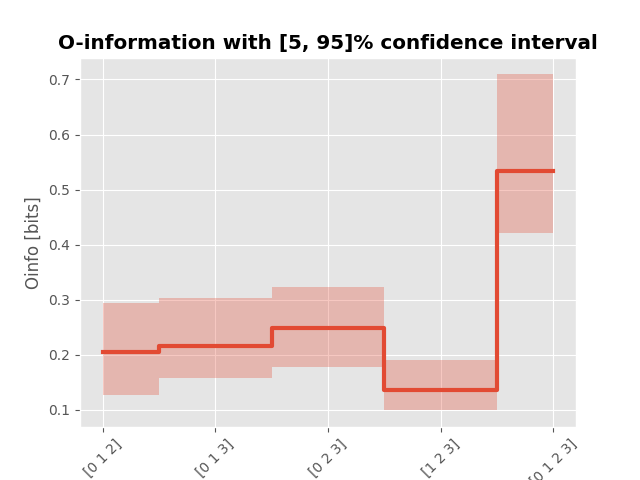 O-information with [5, 95]% confidence interval
0.7
0.6
0.5
0.4
0.3
0.2
0.1
Oinfo [bits]
[0 1 2]
[0 1 3]
[0 2 3]
[1 2 3]
[0 1 2 3]